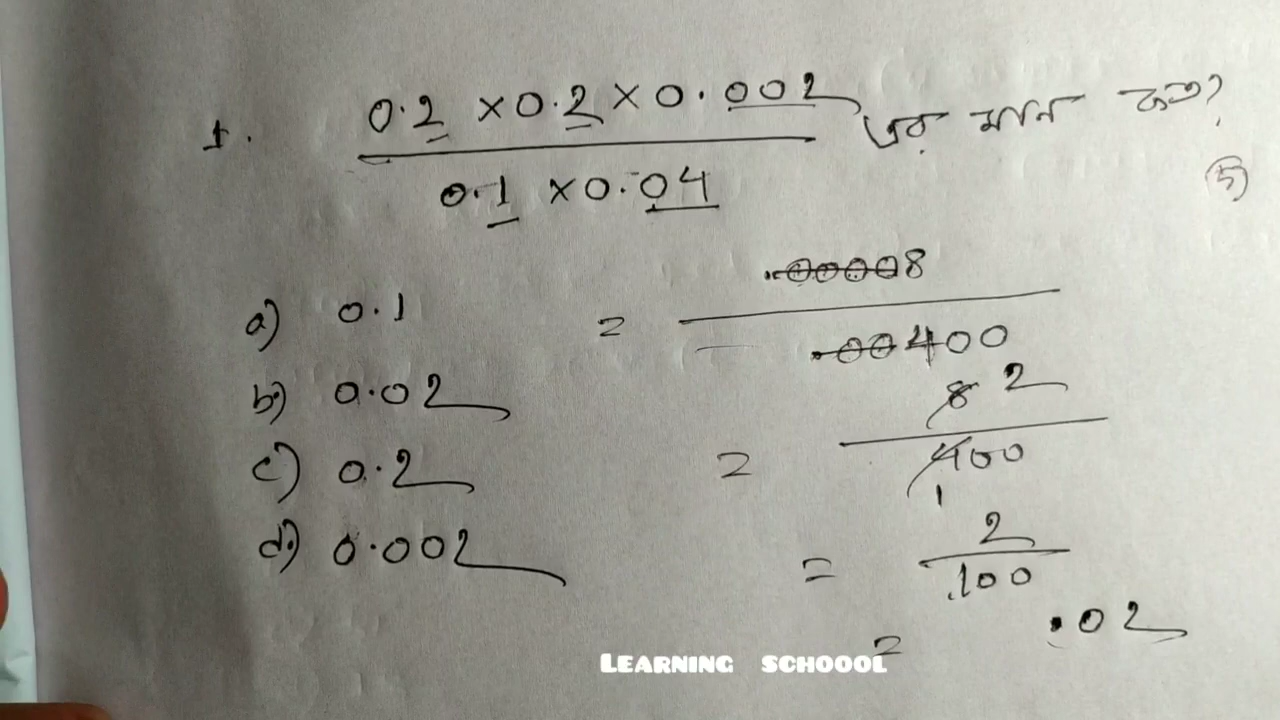 1. 0.2 × 0.2 × 0.002 এর মান কত?
0.1 × 0.04
(5)
a) 0.1
b) 0.02
c) 0.2
d) 0.002
= .00008
.00400
= 8 2
400
1
= 2
100
= .02
Learning schoool